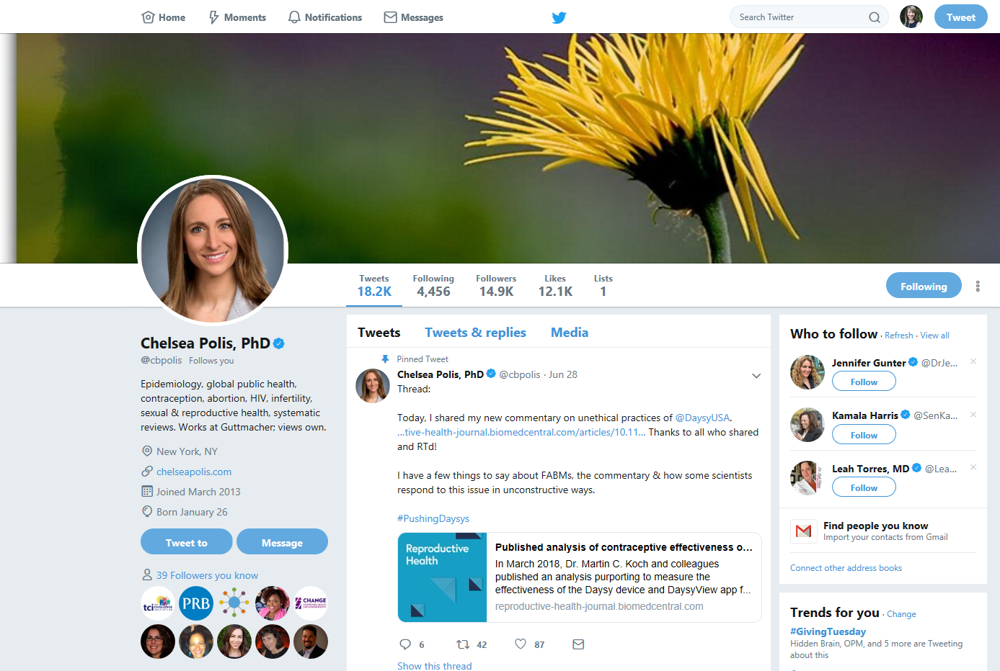 Home
Moments
Notifications
Messages
Search Twitter
Tweet
Tweets
18.2K
Following
4,456
Followers
14.9K
Likes
12.1K
Lists
1
Following
Chelsea Polis, PhD
@cbpolis Follows you
Epidemiology, global public health,
contraception, abortion, HIV, infertility,
sexual & reproductive health, systematic
reviews. Works at Guttmacher; views own.
New York, NY
chelseapolis.com
Joined March 2013
Born January 26
Tweet to
Message
39 Followers you know
tci
PRB
CHANGE
Tweets
Tweets & replies
Media
Pinned Tweet
Chelsea Polis, PhD @cbpolis · Jun 28
Thread:
Today, I shared my new commentary on unethical practices of @DaysyUSA.
…tive-health-journal.biomedcentral.com/articles/10.11… Thanks to all who shared
and RTd!
I have a few things to say about FABMs, the commentary & how some scientists
respond to this issue in unconstructive ways.
#PushingDaysys
Reproductive
Health
Published analysis of contraceptive effectiveness o...
In March 2018, Dr. Martin C. Koch and colleagues
published an analysis purporting to measure the
effectiveness of the Daysy device and DaysyView app f...
reproductive-health-journal.biomedcentral.com
6
42
87
Show this thread
Who to follow · Refresh · View all
Jennifer Gunter @DrJe...
Follow
Kamala Harris @SenKa...
Follow
Leah Torres, MD @Lea...
Follow
Find people you know
Import your contacts from Gmail
Connect other address books
Trends for you · Change
#GivingTuesday
Hidden Brain, OPM, and 5 more are Tweeting
about this